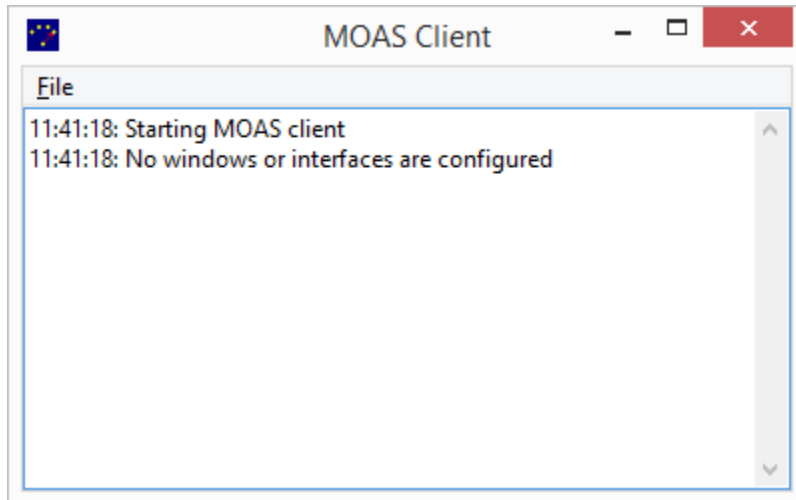 MOAS Client
File
11:41:18: Starting MOAS client
11:41:18: No windows or interfaces are configured